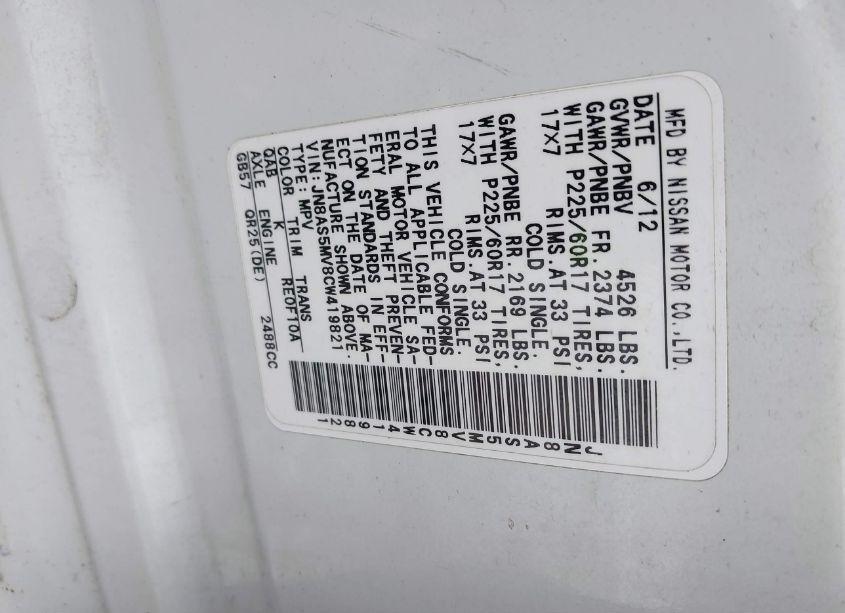 MFD BY NISSAN MOTOR CO.,LTD.
DATE 6/12
GVWR/PNBV 4526 LBS.
GAWR/PNBE FR. 2374 LBS.
WITH P225/60R17 TIRES,
17X7 RIMS.AT 33 PSI
COLD SINGLE.
GAWR/PNBE RR. 2169 LBS.
WITH P225/60R17 TIRES,
17X7 RIMS.AT 33 PSI
COLD SINGLE.
THIS VEHICLE CONFORMS
TO ALL APPLICABLE FED-
ERAL MOTOR VEHICLE SA-
FETY AND THEFT PREVEN-
TION STANDARDS IN EFF-
ECT ON THE DATE OF MA-
NUFACTURE SHOWN ABOVE.
VIN:JN8AS5MV8CW419821
TYPE:MPV
COLOR TRIM TRANS
QAB K RE0F10A
AXLE ENGINE
GB57 QR25(DE) 2488CC
JN8AS5MV8CW419821